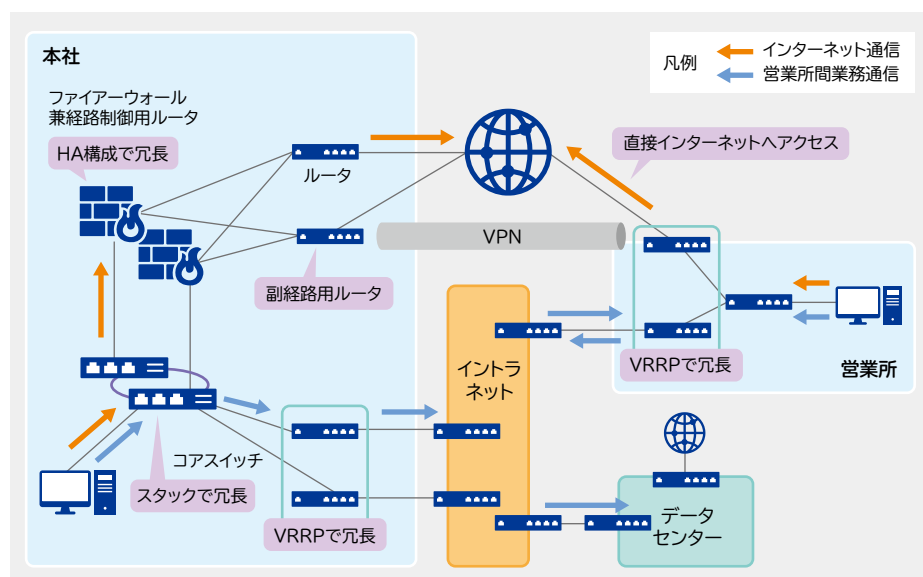 本社
ファイアーウォール
兼経路制御用ルータ
HA構成で冗長
ルータ
副経路用ルータ
コアスイッチ
スタックで冗長
VRRPで冗長
VPN
イントラ
ネット
凡例
インターネット通信
営業所間業務通信
直接インターネットへアクセス
VRRPで冗長
営業所
データ
センター